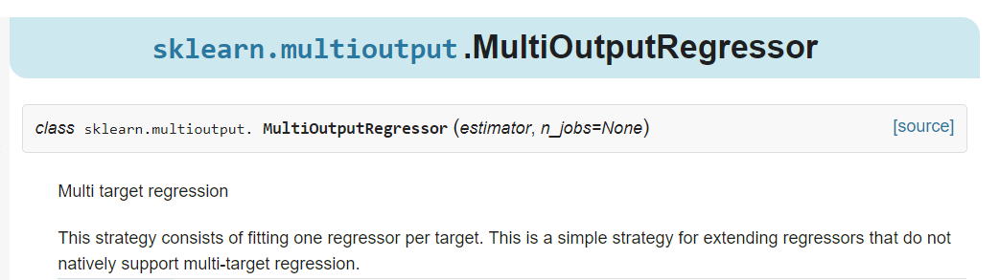 sklearn.multioutput.MultiOutputRegressor
class sklearn.multioutput. MultiOutputRegressor (estimator, n_jobs=None) [source]
Multi target regression
This strategy consists of fitting one regressor per target. This is a simple strategy for extending regressors that do not
natively support multi-target regression.